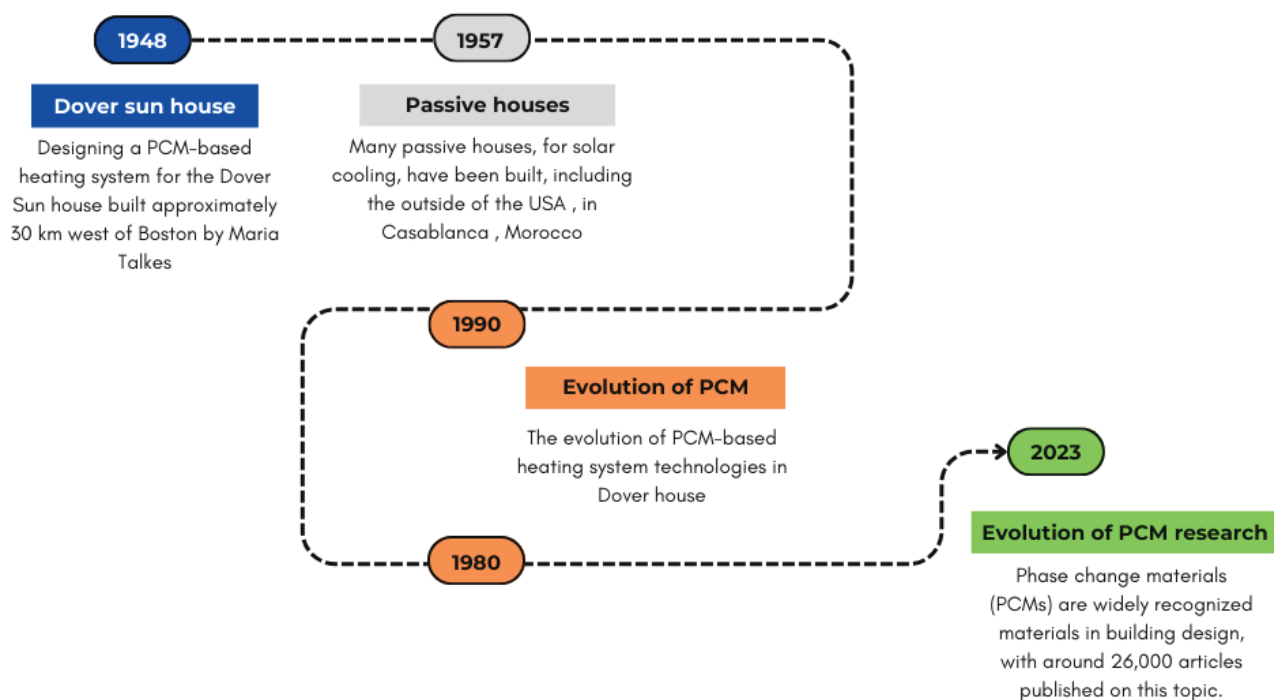 1948
Dover sun house
Designing a PCM-based
heating system for the Dover
Sun house built approximately
30 km west of Boston by Maria
Talkes
1957
Passive houses
Many passive houses, for solar
cooling, have been built, including
the outside of the USA , in
Casablanca , Morocco
1990
Evolution of PCM
The evolution of PCM-based
heating system technologies in
Dover house
1980
2023
Evolution of PCM research
Phase change materials
(PCMs) are widely recognized
materials in building design,
with around 26,000 articles
published on this topic.